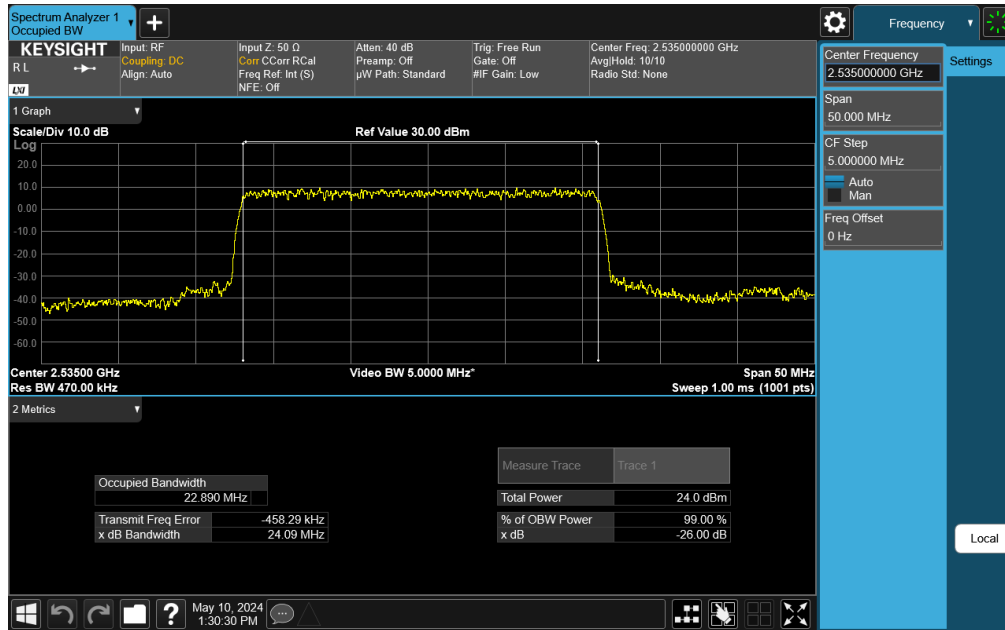 Spectrum Analyzer 1
Occupied BW
Frequency
KEYSIGHT
R L
LXI
Input: RF
Coupling: DC
Align: Auto
Input Z: 50 Ω
Corr CCorr RCal
Freq Ref: Int (S)
NFE: Off
Atten: 40 dB
Preamp: Off
µW Path: Standard
Trig: Free Run
Gate: Off
#IF Gain: Low
Center Freq: 2.535000000 GHz
Avg|Hold: 10/10
Radio Std: None
Center Frequency
2.535000000 GHz
Settings
Span
50.000 MHz
CF Step
5.000000 MHz
Auto
Man
Freq Offset
0 Hz
Local
1 Graph
Scale/Div 10.0 dB
Ref Value 30.00 dBm
Log
20.0
10.0
0.00
-10.0
-20.0
-30.0
-40.0
-50.0
-60.0
Center 2.53500 GHz
Video BW 5.0000 MHz*
Span 50 MHz
Res BW 470.00 kHz
Sweep 1.00 ms (1001 pts)
2 Metrics
Measure Trace
Trace 1
Occupied Bandwidth
22.890 MHz
Total Power
24.0 dBm
Transmit Freq Error
-458.29 kHz
% of OBW Power
99.00 %
x dB Bandwidth
24.09 MHz
x dB
-26.00 dB
May 10, 2024
1:30:30 PM